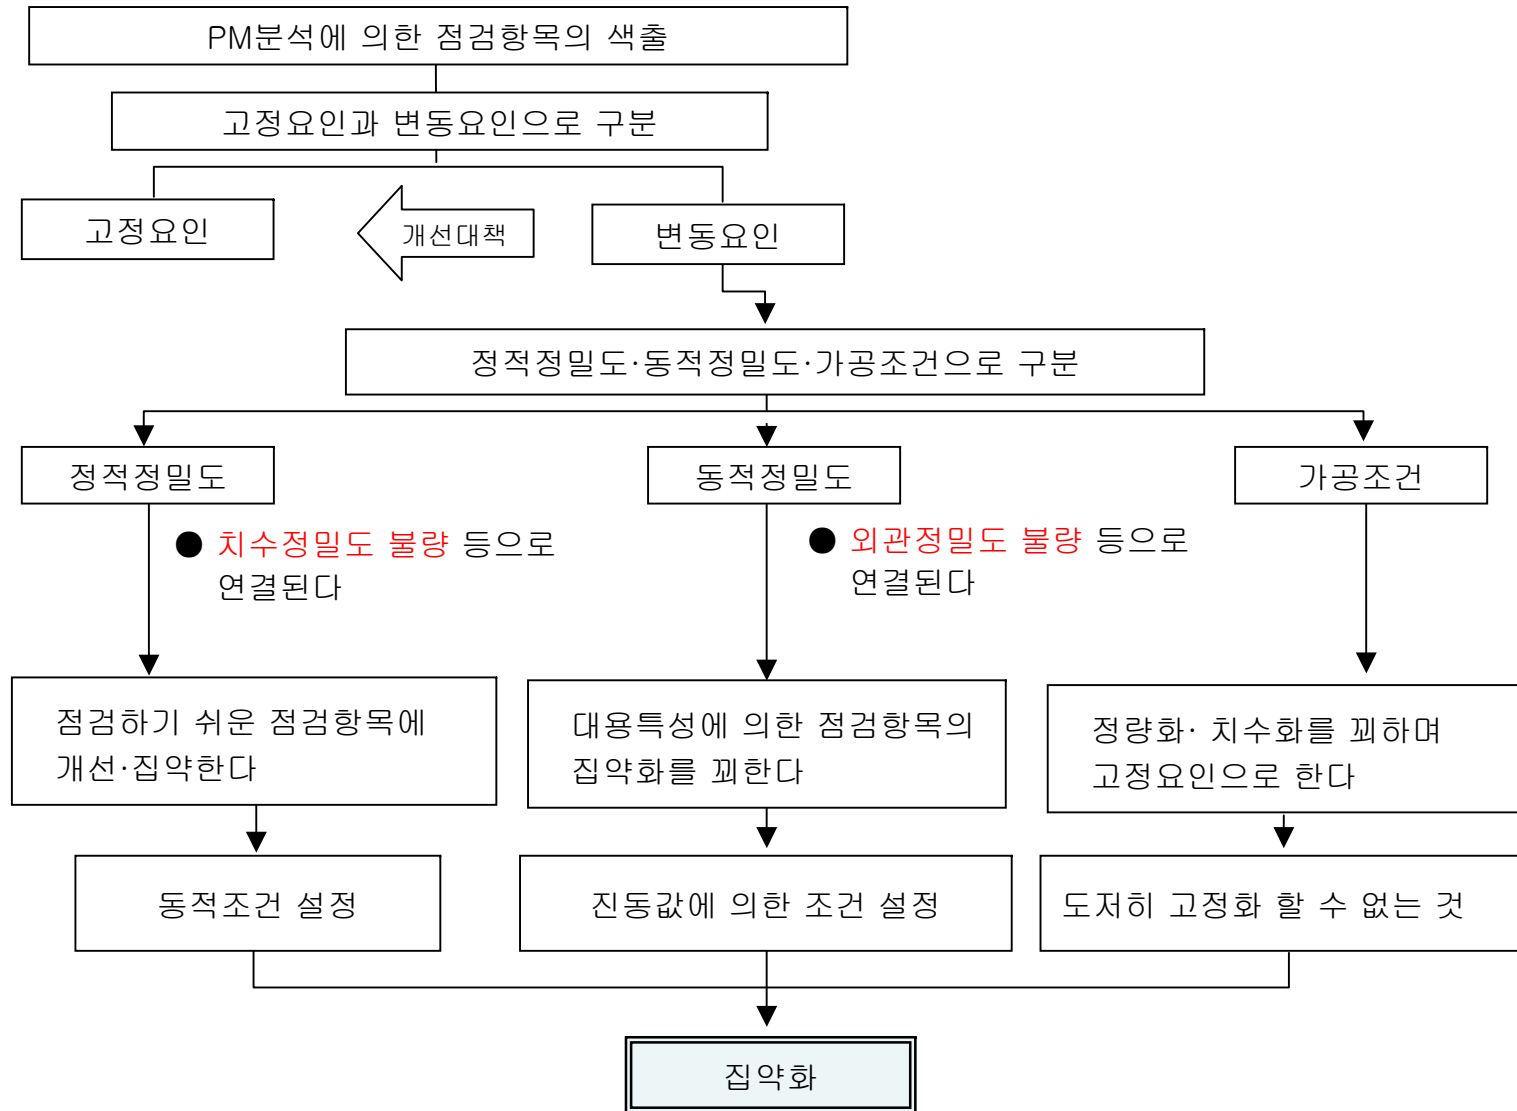 PM분석에 의한 점검항목의 색출
고정요인과 변동요인으로 구분
고정요인
개선대책
변동요인
정적정밀도·동적정밀도·가공조건으로 구분
정적정밀도
동적정밀도
가공조건
● 치수정밀도 불량 등으로
연결된다
● 외관정밀도 불량 등으로
연결된다
점검하기 쉬운 점검항목에
개선·집약한다
대용특성에 의한 점검항목의
집약화를 꾀한다
정량화· 치수화를 꾀하며
고정요인으로 한다
동적조건 설정
진동값에 의한 조건 설정
도저히 고정화 할 수 없는 것
집약화